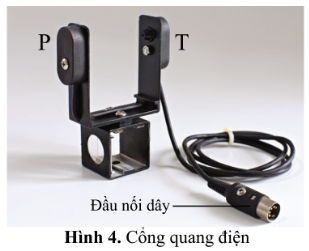 P T
Đầu nối dây
Hình 4. Cổng quang điện